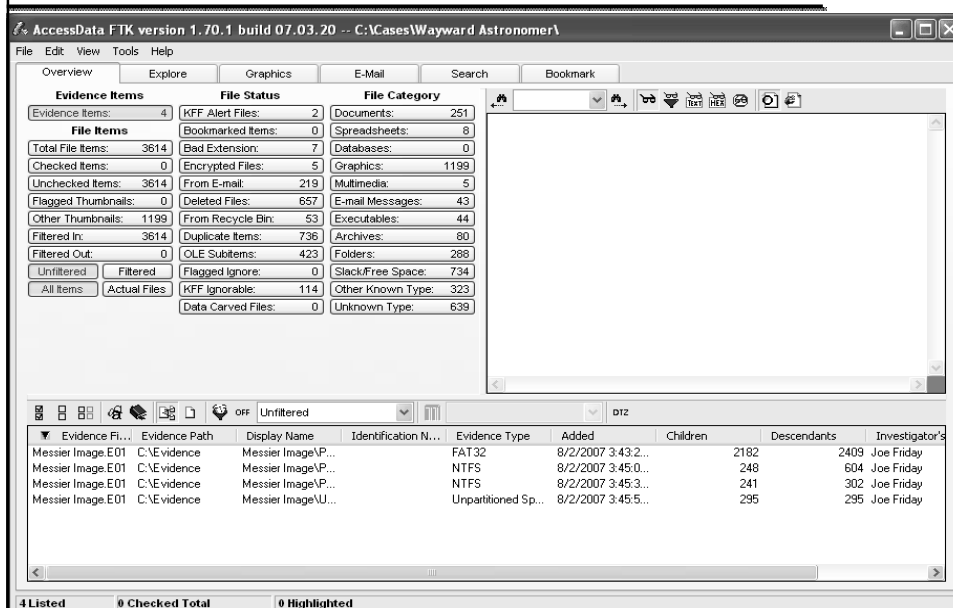 AccessData FTK version 1.70.1 build 07.03.20 -- C:\Cases\Wayward Astronomer\
File Edit View Tools Help
Overview Explore Graphics E-Mail Search Bookmark
Evidence Items
Evidence Items: 4
File Items
Total File Items: 3614
Checked Items: 0
Unchecked Items: 3614
Flagged Thumbnails: 0
Other Thumbnails: 1199
Filtered In: 3614
Filtered Out: 0
Unfiltered Filtered
All Items Actual Files
File Status
KFF Alert Files: 2
Bookmarked Items: 0
Bad Extension: 7
Encrypted Files: 5
From E-mail: 219
Deleted Files: 657
From Recycle Bin: 53
Duplicate Items: 736
OLE Subitems: 423
Flagged Ignore: 0
KFF Ignorable: 114
Data Carved Files: 0
File Category
Documents: 251
Spreadsheets: 8
Databases: 0
Graphics: 1199
Multimedia: 5
E-mail Messages: 43
Executables: 44
Archives: 80
Folders: 288
Slack/Free Space: 734
Other Known Type: 323
Unknown Type: 639
TEXT HEX
OFF Unfiltered DTZ
Evidence Fi... Evidence Path Display Name Identification N... Evidence Type Added Children Descendants Investigator's
Messier Image.E01 C:\Evidence Messier Image\P... FAT32 8/2/2007 3:43:2... 2182 2409 Joe Friday
Messier Image.E01 C:\Evidence Messier Image\P... NTFS 8/2/2007 3:45:0... 248 604 Joe Friday
Messier Image.E01 C:\Evidence Messier Image\P... NTFS 8/2/2007 3:45:3... 241 302 Joe Friday
Messier Image.E01 C:\Evidence Messier Image\U... Unpartitioned Sp... 8/2/2007 3:45:5... 295 295 Joe Friday
4 Listed 0 Checked Total 0 Highlighted